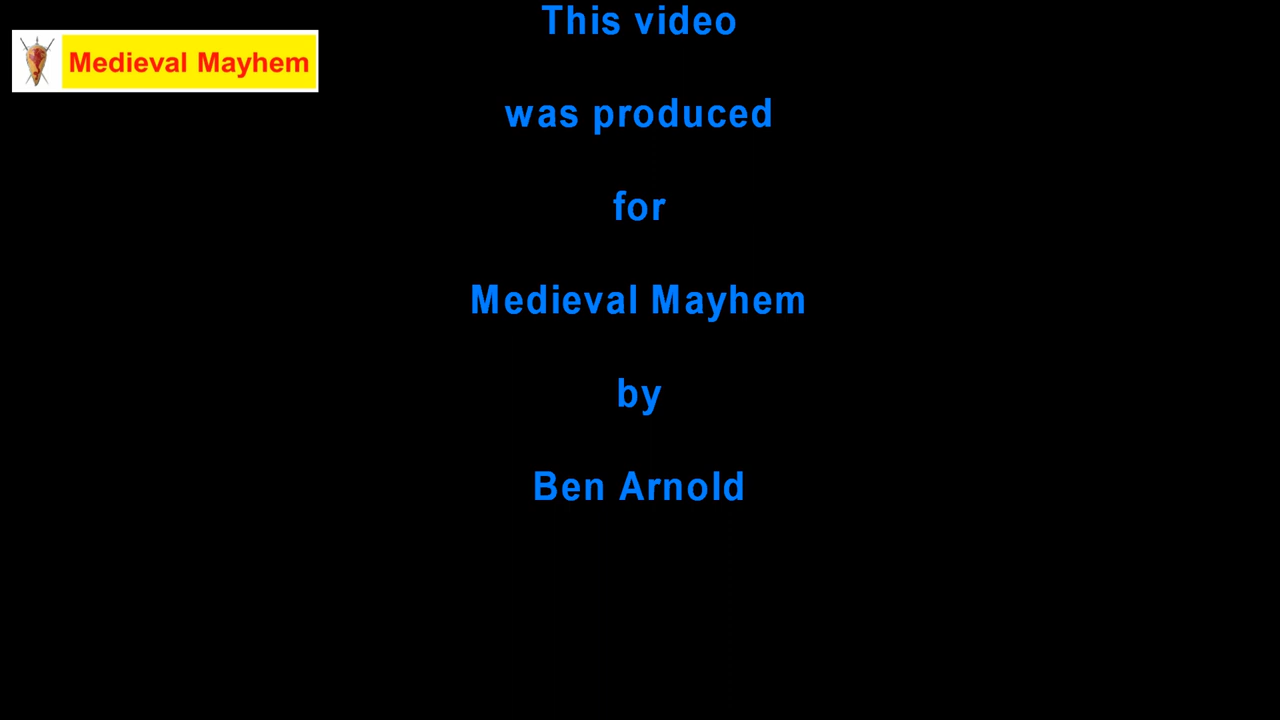 This video
Medieval Mayhem
was produced
for
Medieval Mayhem
by
Ben Arnold